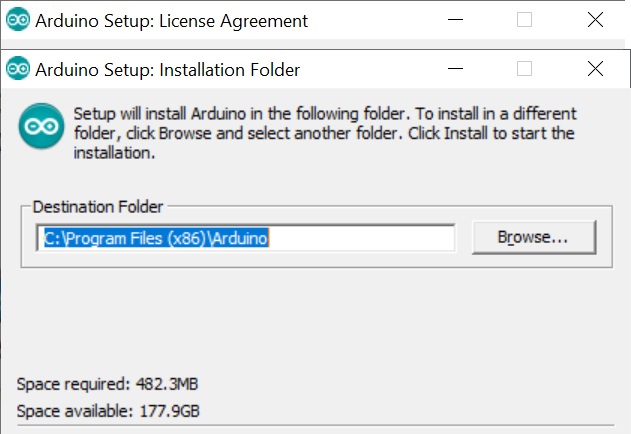 Arduino Setup: License Agreement
Arduino Setup: Installation Folder
Setup will install Arduino in the following folder. To install in a different
folder, click Browse and select another folder. Click Install to start the
installation.
Destination Folder
C:\Program Files (x86)\Arduino
Browse...
Space required: 482.3MB
Space available: 177.9GB